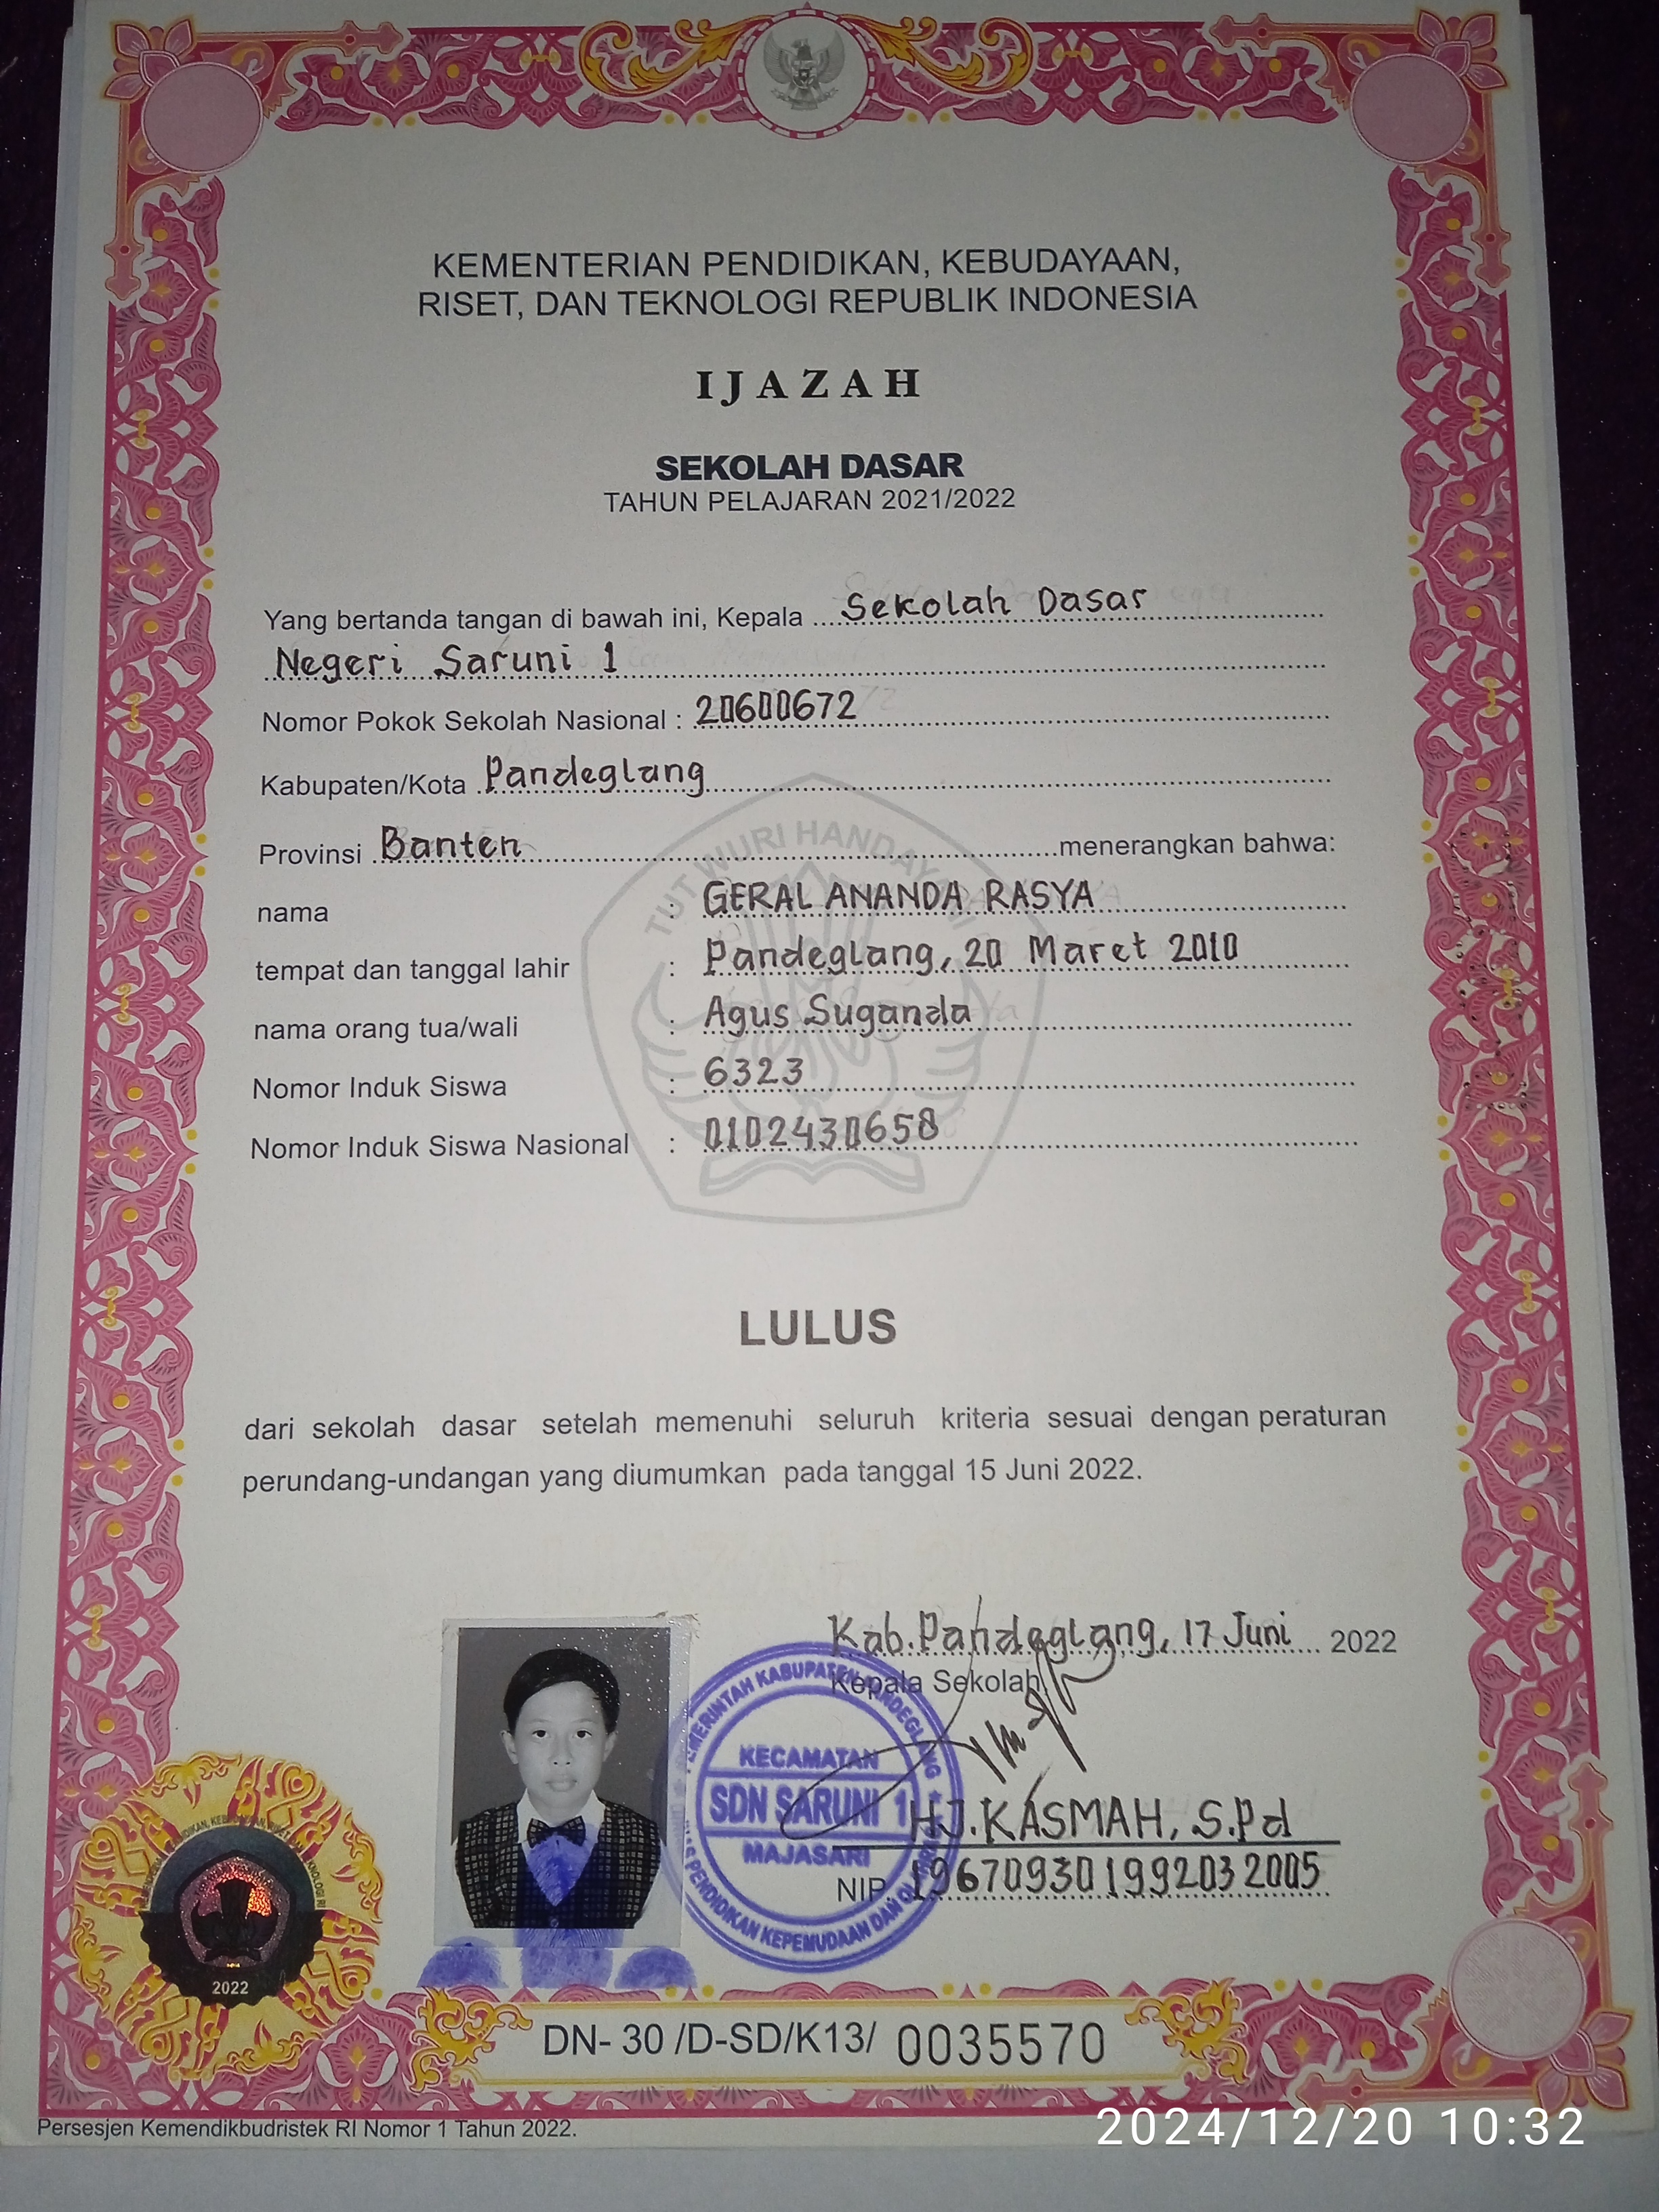 KEMENTERIAN PENDIDIKAN, KEBUDAYAAN,
RISET, DAN TEKNOLOGI REPUBLIK INDONESIA
IJAZAH
SEKOLAH DASAR
TAHUN PELAJARAN 2021/2022
Yang bertanda tangan di bawah ini, Kepala Sekolah Dasar
Negeri Saruni 1
Nomor Pokok Sekolah Nasional : 20600672
Kabupaten/Kota Pandeglang
Provinsi Banten menerangkan bahwa:
TUT WURI HANDAYANI
nama : GERAL ANANDA RASYA
tempat dan tanggal lahir : Pandeglang, 20 Maret 2010
nama orang tua/wali : Agus Suganda
Nomor Induk Siswa : 6323
Nomor Induk Siswa Nasional : 0102430658
LULUS
dari sekolah dasar setelah memenuhi seluruh kriteria sesuai dengan peraturan
perundang-undangan yang diumumkan pada tanggal 15 Juni 2022.
Kab. Pandeglang, 17 Juni 2022
Kepala Sekolah
PEMERINTAH KABUPATEN PANDEGLANG
KECAMATAN
SDN SARUNI 1
MAJASARI
PENDIDIKAN KEPEMUDAAN DAN
HJ. KASMAH, S.Pd
NIP. 196709301992032005
2022
DN- 30 /D-SD/K13/ 0035570
Persesjen Kemendikbudristek RI Nomor 1 Tahun 2022.
2024/12/20 10:32